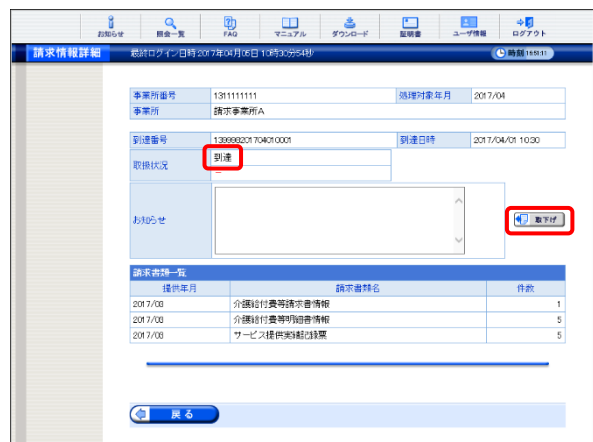 お知らせ 照会一覧 FAQ マニュアル ダウンロード 証明書 ユーザ情報 ログアウト
請求情報詳細 最終ログイン日時 2017年04月05日 10時30分54秒 時刻 16:51:11
事業所番号 1311111111 処理対象年月 2017/04
事業所 請求事業所A
到達番号 13999201704010001 到達日時 2017/04/01 10:30
取扱状況 到達
－
お知らせ 取下げ
請求書類一覧
提供年月 請求書類名 件数
2017/03 介護給付費等請求書情報 1
2017/03 介護給付費等明細書情報 5
2017/03 サービス提供実績記録票 5
戻る